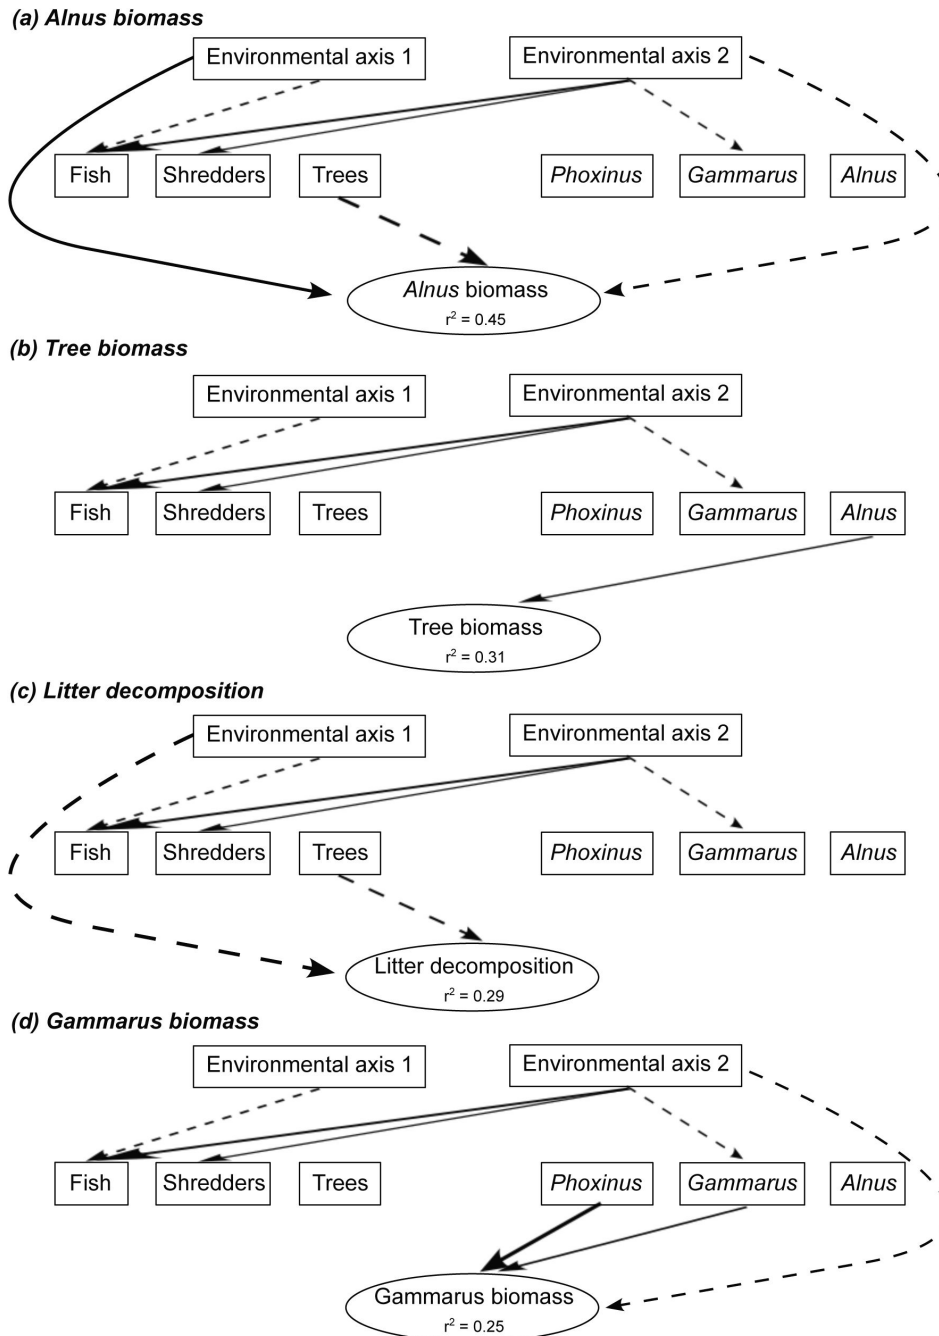 (a) Alnus biomass
Environmental axis 1 Environmental axis 2
Fish Shredders Trees Phoxinus Gammarus Alnus
Alnus biomass
r² = 0.45
(b) Tree biomass
Environmental axis 1 Environmental axis 2
Fish Shredders Trees Phoxinus Gammarus Alnus
Tree biomass
r² = 0.31
(c) Litter decomposition
Environmental axis 1 Environmental axis 2
Fish Shredders Trees Phoxinus Gammarus Alnus
Litter decomposition
r² = 0.29
(d) Gammarus biomass
Environmental axis 1 Environmental axis 2
Fish Shredders Trees Phoxinus Gammarus Alnus
Gammarus biomass
r² = 0.25